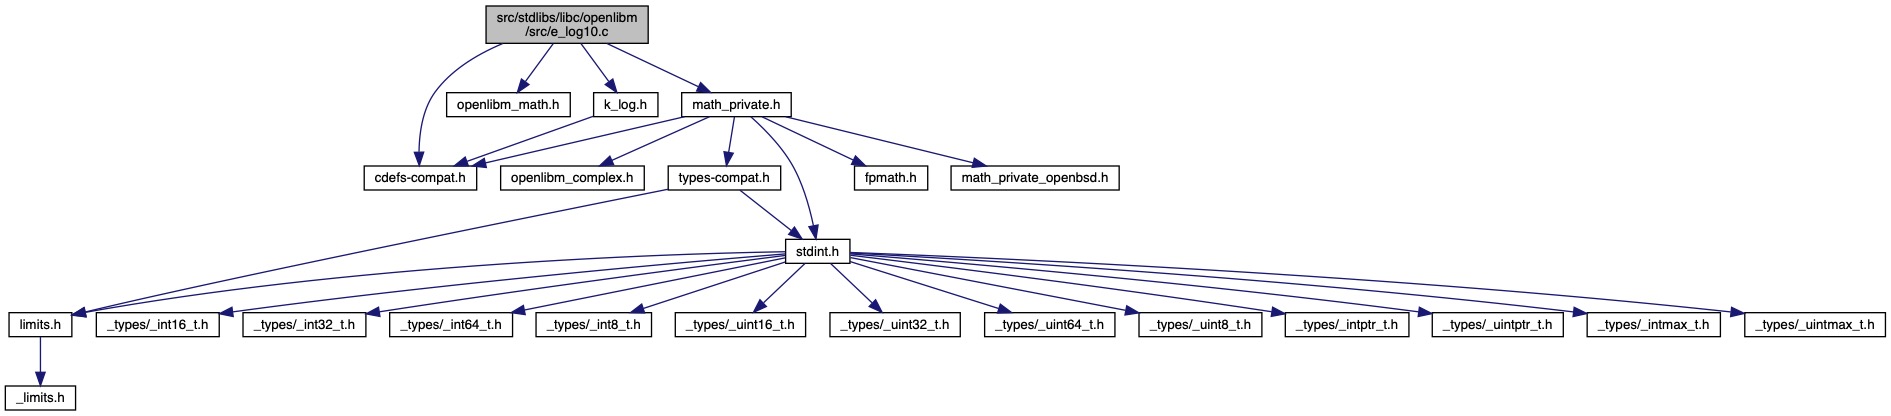 src/stdlibs/libc/openlibm
/src/e_log10.c
openlibm_math.h
k_log.h
math_private.h
cdefs-compat.h
openlibm_complex.h
types-compat.h
fpmath.h
math_private_openbsd.h
stdint.h
limits.h
_types/_int16_t.h
_types/_int32_t.h
_types/_int64_t.h
_types/_int8_t.h
_types/_uint16_t.h
_types/_uint32_t.h
_types/_uint64_t.h
_types/_uint8_t.h
_types/_intptr_t.h
_types/_uintptr_t.h
_types/_intmax_t.h
_types/_uintmax_t.h
_limits.h